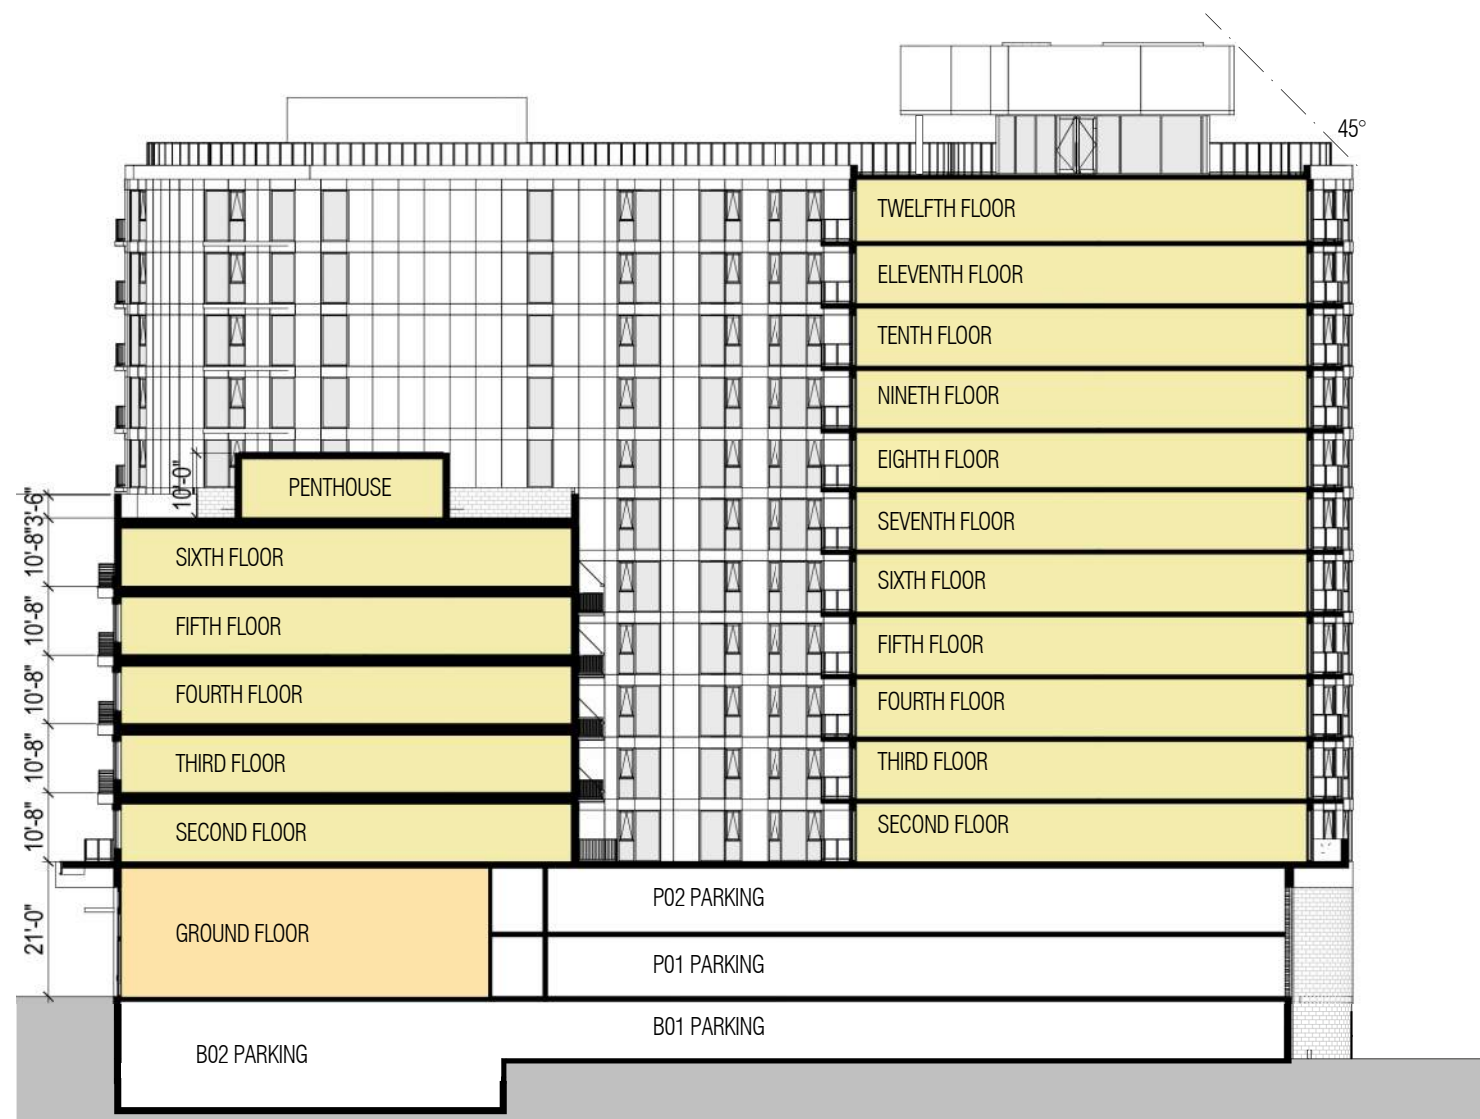 45°
TWELFTH FLOOR
ELEVENTH FLOOR
TENTH FLOOR
NINETH FLOOR
EIGHTH FLOOR
SEVENTH FLOOR
SIXTH FLOOR
FIFTH FLOOR
FOURTH FLOOR
THIRD FLOOR
SECOND FLOOR
10'-0"
PENTHOUSE
3'-6"
10'-8"
SIXTH FLOOR
10'-8"
FIFTH FLOOR
10'-8"
FOURTH FLOOR
10'-8"
THIRD FLOOR
10'-8"
SECOND FLOOR
21'-0"
GROUND FLOOR
P02 PARKING
P01 PARKING
B01 PARKING
B02 PARKING